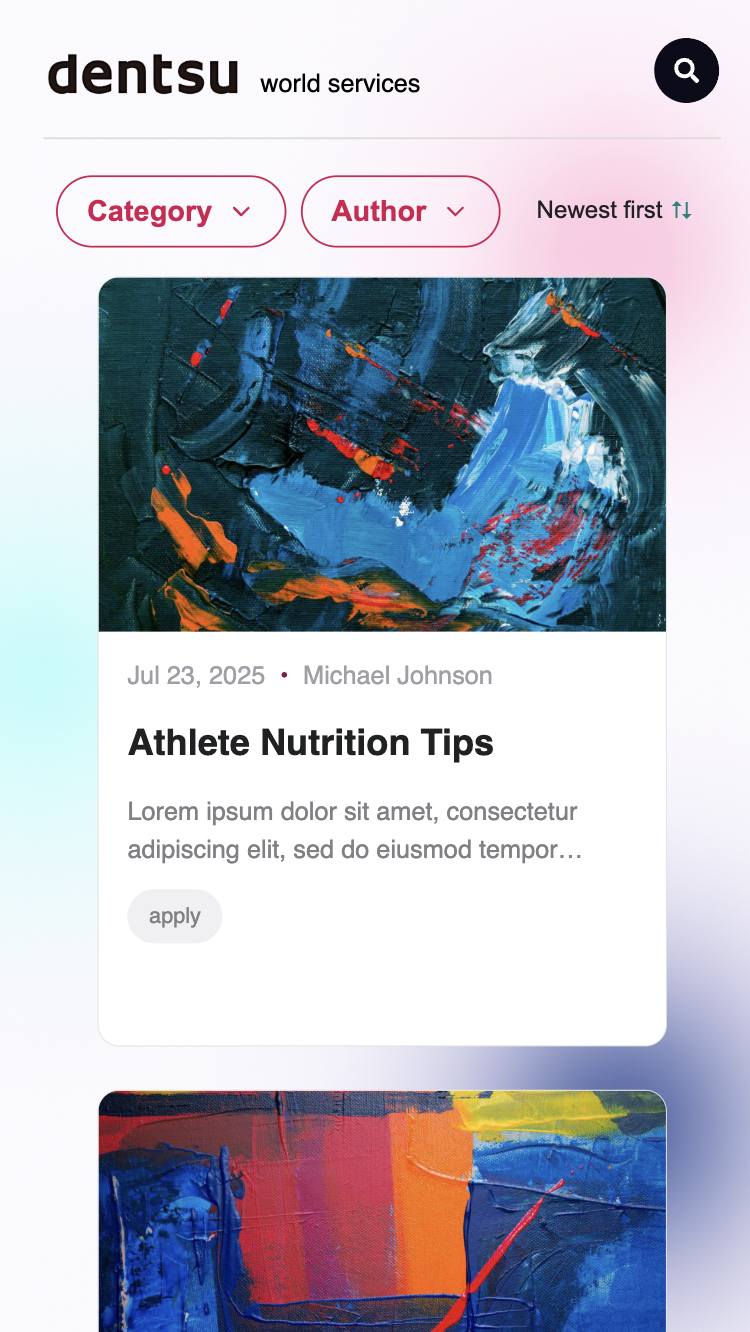 dentsu world services
Category Author Newest first
Jul 23, 2025 • Michael Johnson
Athlete Nutrition Tips
Lorem ipsum dolor sit amet, consectetur
adipiscing elit, sed do eiusmod tempor…
apply